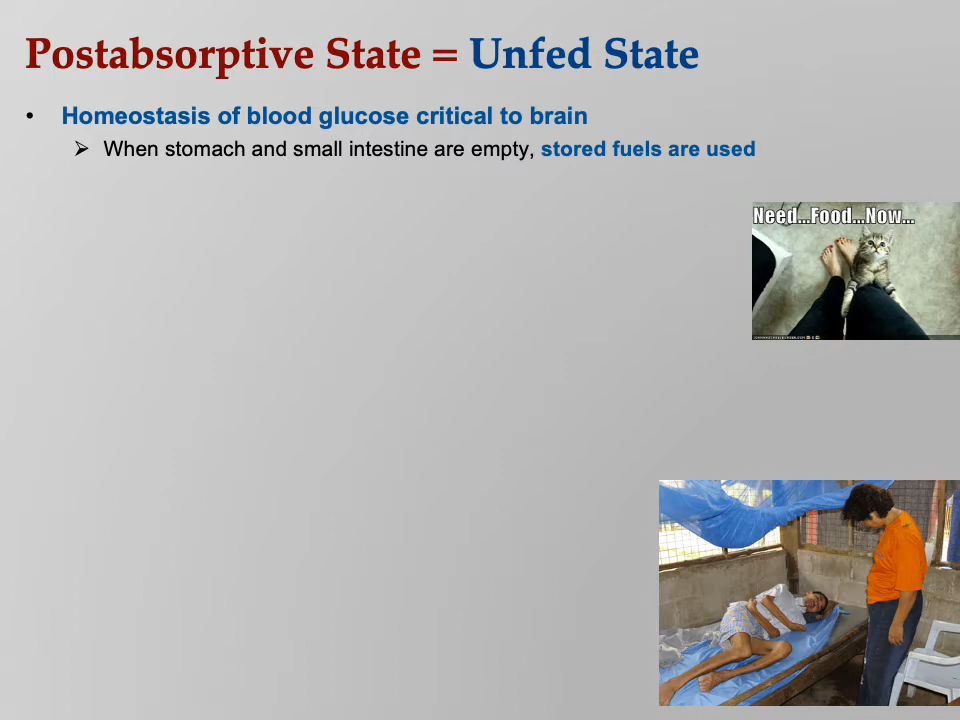 Postabsorptive State = Unfed State
• Homeostasis of blood glucose critical to brain
➢ When stomach and small intestine are empty, stored fuels are used
Need...Food...Now...